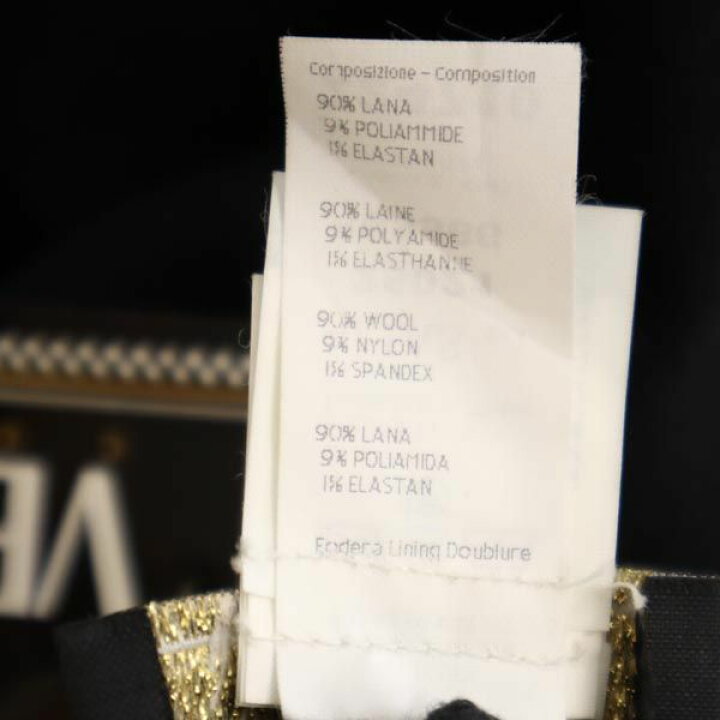 Composizione – Composition
90% LANA
9% POLIAMMIDE
1% ELASTAN
90% LAINE
9% POLYAMIDE
1% ELASTHANNE
90% WOOL
9% NYLON
1% SPANDEX
90% LANA
9% POLIAMIDA
1% ELASTAN
Fodera Lining Doublure
VE